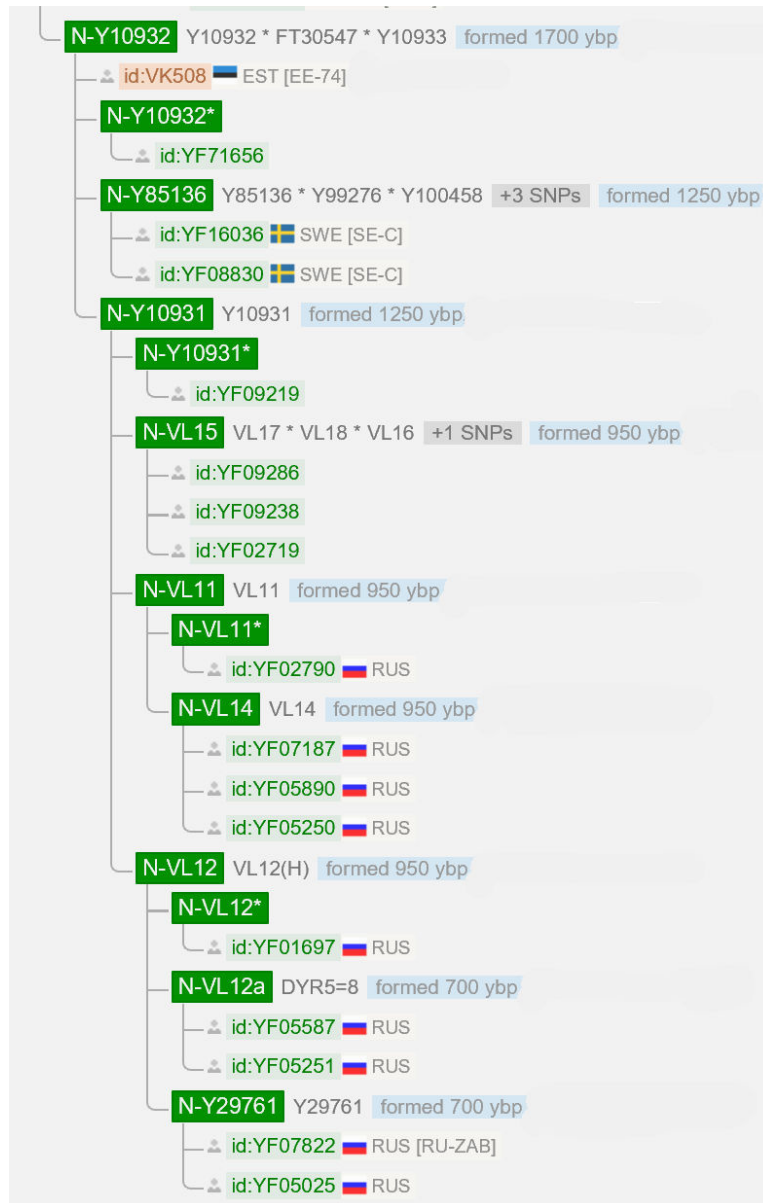 N-Y10932 Y10932 * FT30547 * Y10933 formed 1700 ybp
id:VK508 EST [EE-74]
N-Y10932*
id:YF71656
N-Y85136 Y85136 * Y99276 * Y100458 +3 SNPs formed 1250 ybp
id:YF16036 SWE [SE-C]
id:YF08830 SWE [SE-C]
N-Y10931 Y10931 formed 1250 ybp
N-Y10931*
id:YF09219
N-VL15 VL17 * VL18 * VL16 +1 SNPs formed 950 ybp
id:YF09286
id:YF09238
id:YF02719
N-VL11 VL11 formed 950 ybp
N-VL11*
id:YF02790 RUS
N-VL14 VL14 formed 950 ybp
id:YF07187 RUS
id:YF05890 RUS
id:YF05250 RUS
N-VL12 VL12(H) formed 950 ybp
N-VL12*
id:YF01697 RUS
N-VL12a DYR5=8 formed 700 ybp
id:YF05587 RUS
id:YF05251 RUS
N-Y29761 Y29761 formed 700 ybp
id:YF07822 RUS [RU-ZAB]
id:YF05025 RUS